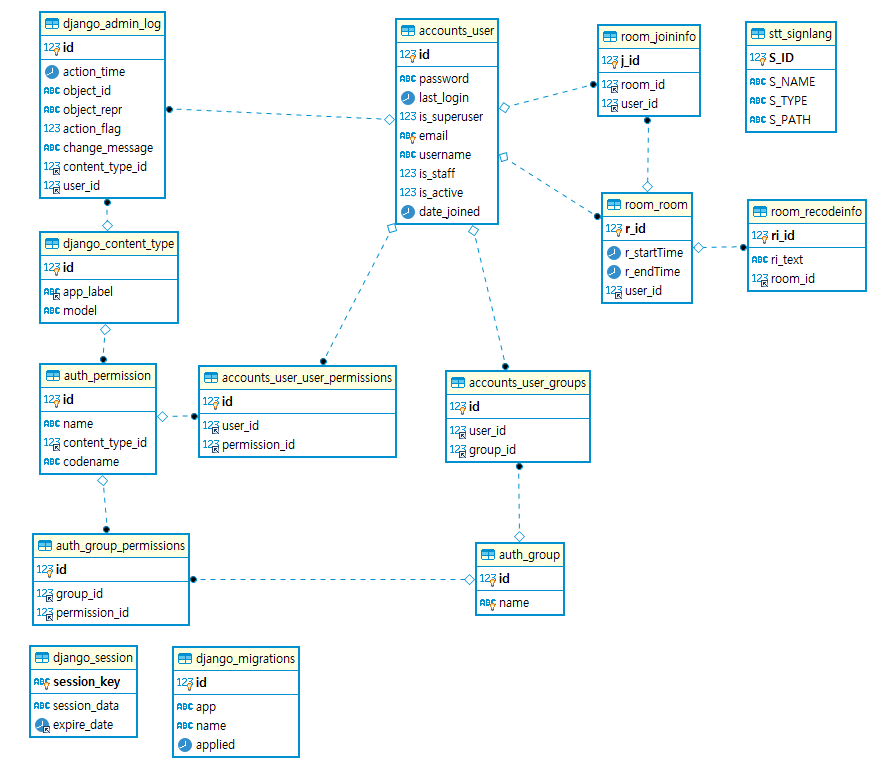 django_admin_log
123 id
action_time
ABC object_id
ABC object_repr
123 action_flag
ABC change_message
123 content_type_id
123 user_id
accounts_user
123 id
ABC password
last_login
123 is_superuser
ABC email
ABC username
123 is_staff
123 is_active
date_joined
room_joininfo
123 j_id
123 room_id
123 user_id
stt_signlang
123 S_ID
ABC S_NAME
ABC S_TYPE
ABC S_PATH
django_content_type
123 id
ABC app_label
ABC model
room_room
123 r_id
r_startTime
r_endTime
123 user_id
room_recodeinfo
123 ri_id
ABC ri_text
123 room_id
auth_permission
123 id
ABC name
123 content_type_id
ABC codename
accounts_user_user_permissions
123 id
123 user_id
123 permission_id
accounts_user_groups
123 id
123 user_id
123 group_id
auth_group_permissions
123 id
123 group_id
123 permission_id
auth_group
123 id
ABC name
django_session
ABC session_key
ABC session_data
expire_date
django_migrations
123 id
ABC app
ABC name
applied